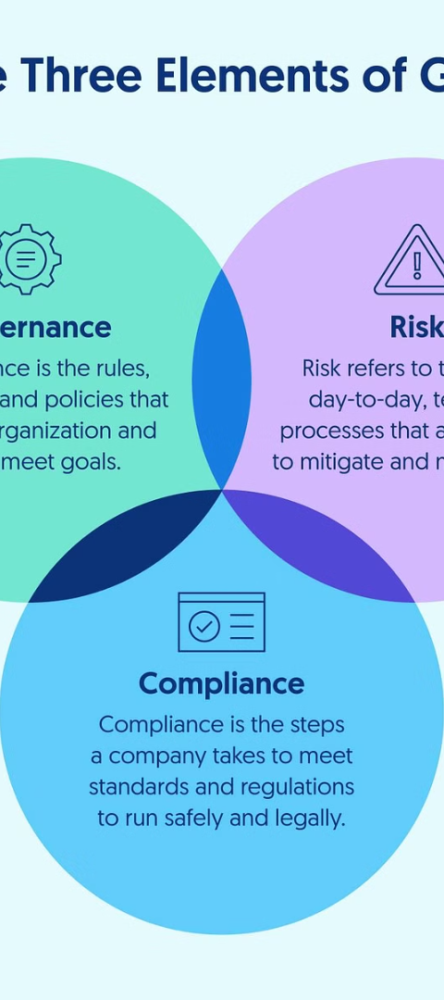 Three Elements of
ernance
ce is the rules,
and policies that
rganization and
meet goals.
Risk
Risk refers to t
day-to-day, te
processes that a
to mitigate and
Compliance
Compliance is the steps
a company takes to meet
standards and regulations
to run safely and legally.